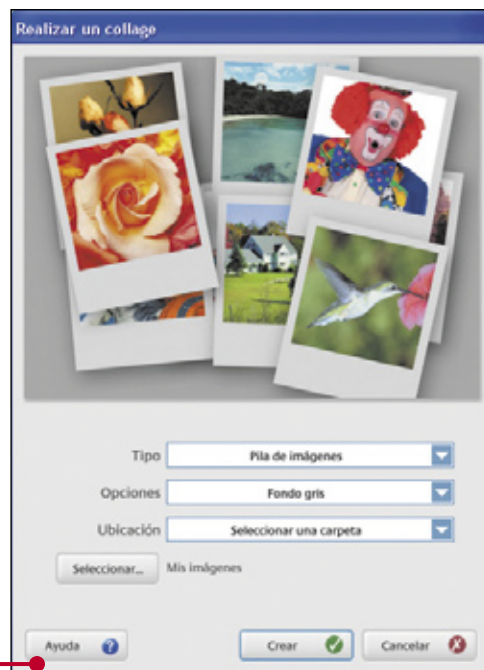 Realizar un collage
Tipo Pila de imágenes
Opciones Fondo gris
Ubicación Seleccionar una carpeta
Seleccionar... Mis imágenes
Ayuda Crear Cancelar